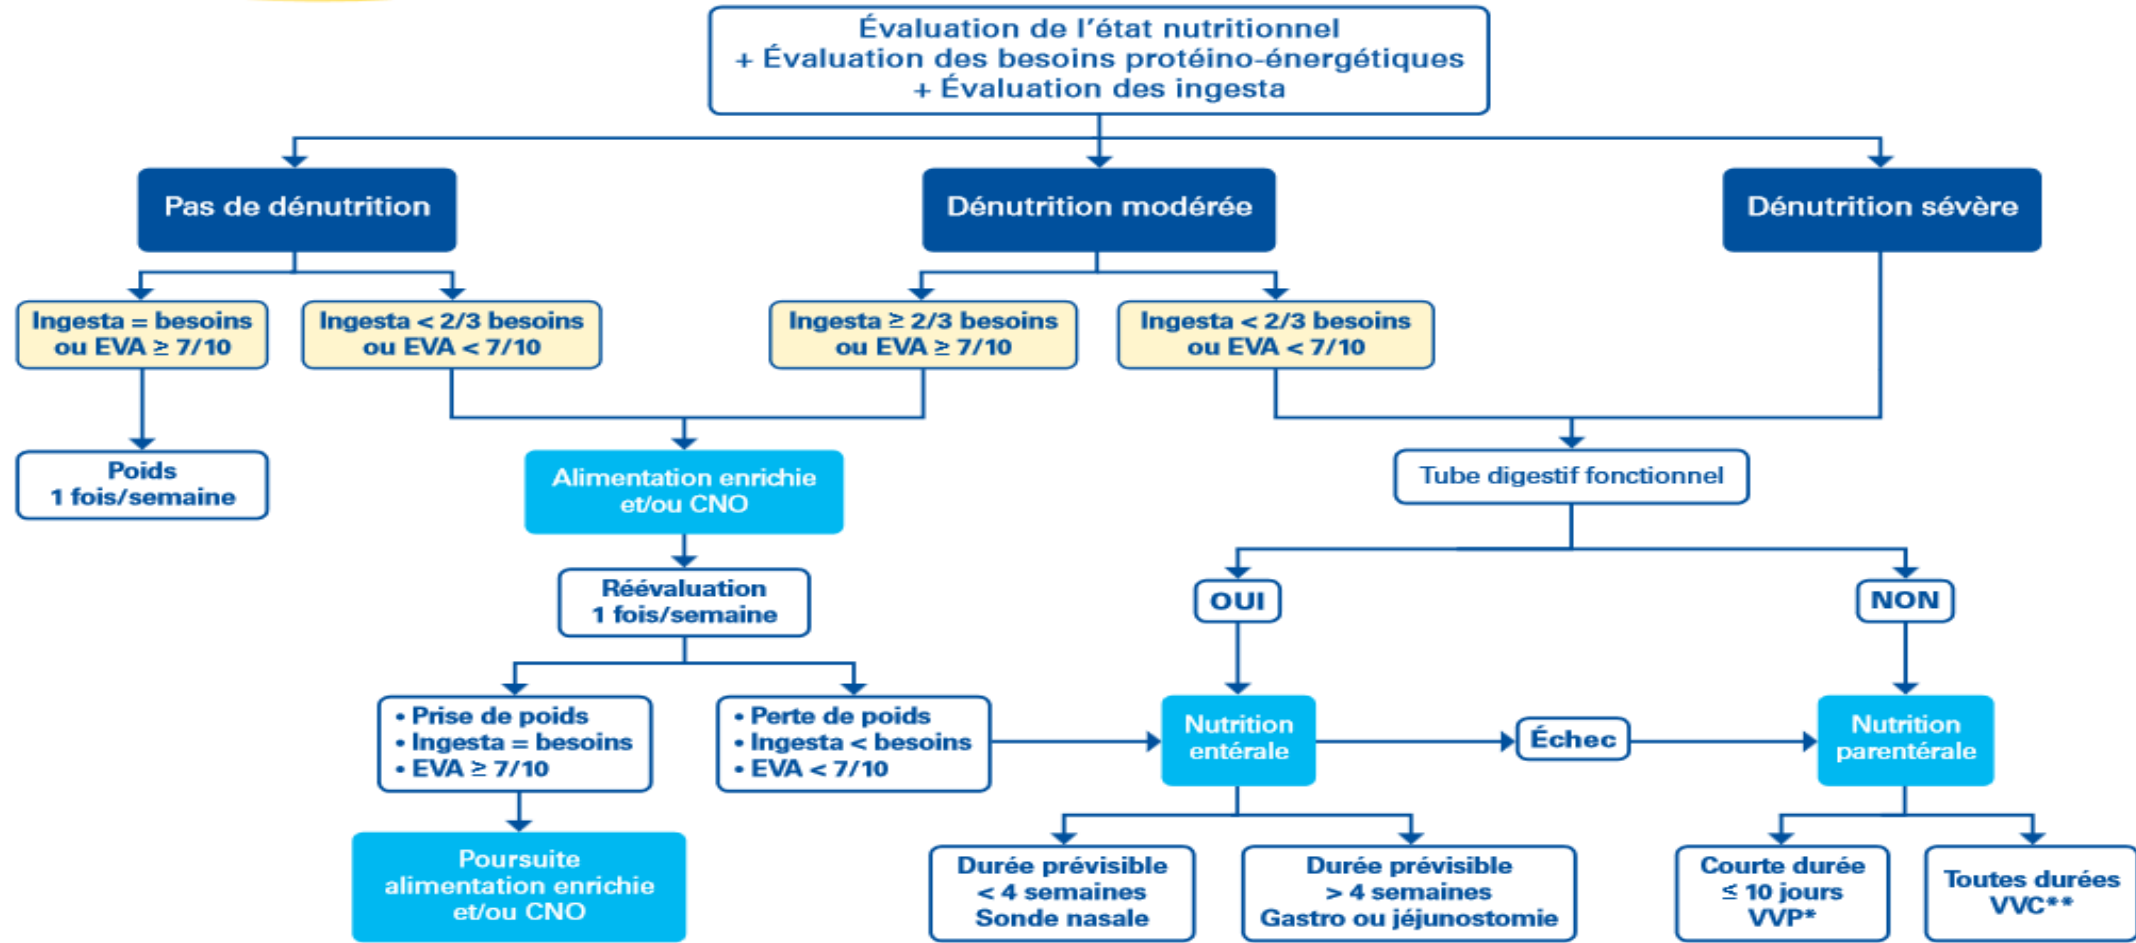 Évaluation de l’état nutritionnel
+ Évaluation des besoins protéino-énergétiques
+ Évaluation des ingesta
Pas de dénutrition
Dénutrition modérée
Dénutrition sévère
Ingesta = besoins
ou EVA ≥ 7/10
Ingesta < 2/3 besoins
ou EVA < 7/10
Ingesta ≥ 2/3 besoins
ou EVA ≥ 7/10
Ingesta < 2/3 besoins
ou EVA < 7/10
Poids
1 fois/semaine
Alimentation enrichie
et/ou CNO
Tube digestif fonctionnel
Réévaluation
1 fois/semaine
OUI
NON
• Prise de poids
• Ingesta = besoins
• EVA ≥ 7/10
• Perte de poids
• Ingesta < besoins
• EVA < 7/10
Nutrition
entérale
Échec
Nutrition
parentérale
Poursuite
alimentation enrichie
et/ou CNO
Durée prévisible
< 4 semaines
Sonde nasale
Durée prévisible
> 4 semaines
Gastro ou jéjunostomie
Courte durée
≤ 10 jours
VVP*
Toutes durées
VVC**